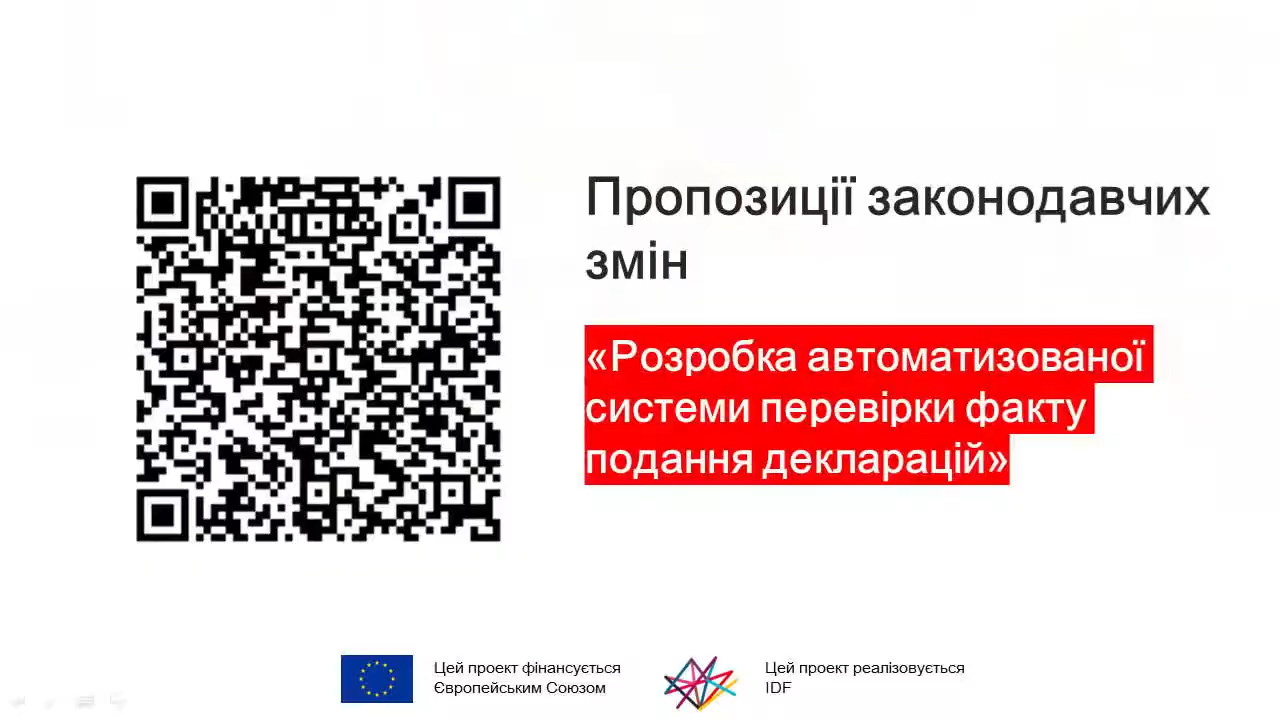 Пропозиції законодавчих
змін
«Розробка автоматизованої
системи перевірки факту
подання декларацій»
Цей проект фінансується
Європейським Союзом
Цей проект реалізовується
IDF